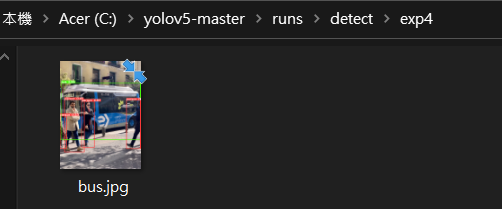 本機 > Acer (C:) > yolov5-master > runs > detect > exp4
bus.jpg